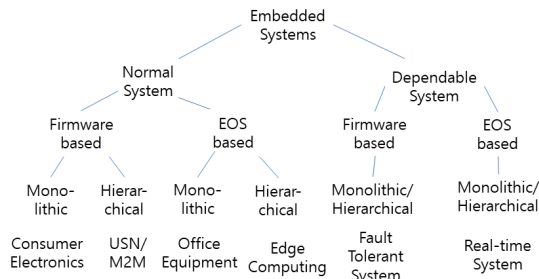 Embedded
Systems
Normal
System
Dependable
System
Firmware
based
EOS
based
Firmware
based
EOS
based
Mono-
lithic
Hierar-
chical
Mono-
lithic
Hierar-
chical
Monolithic/
Hierarchical
Monolithic/
Hierarchical
Consumer
Electronics
USN/
M2M
Office
Equipment
Edge
Computing
Fault
Tolerant
System
Real-time
System